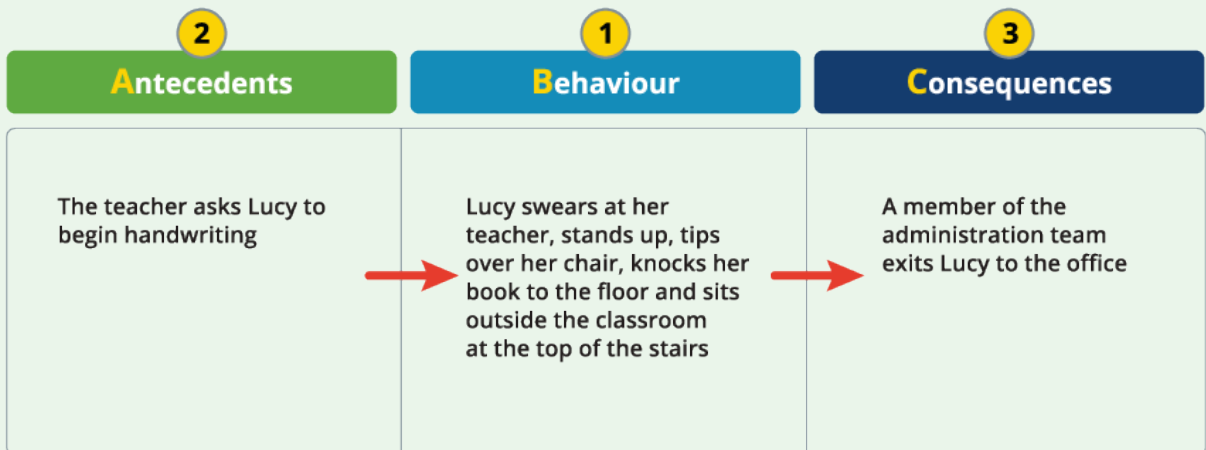 2
1
3
Antecedents
Behaviour
Consequences
The teacher asks Lucy to
begin handwriting
Lucy swears at her
teacher, stands up, tips
over her chair, knocks her
book to the floor and sits
outside the classroom
at the top of the stairs
A member of the
administration team
exits Lucy to the office